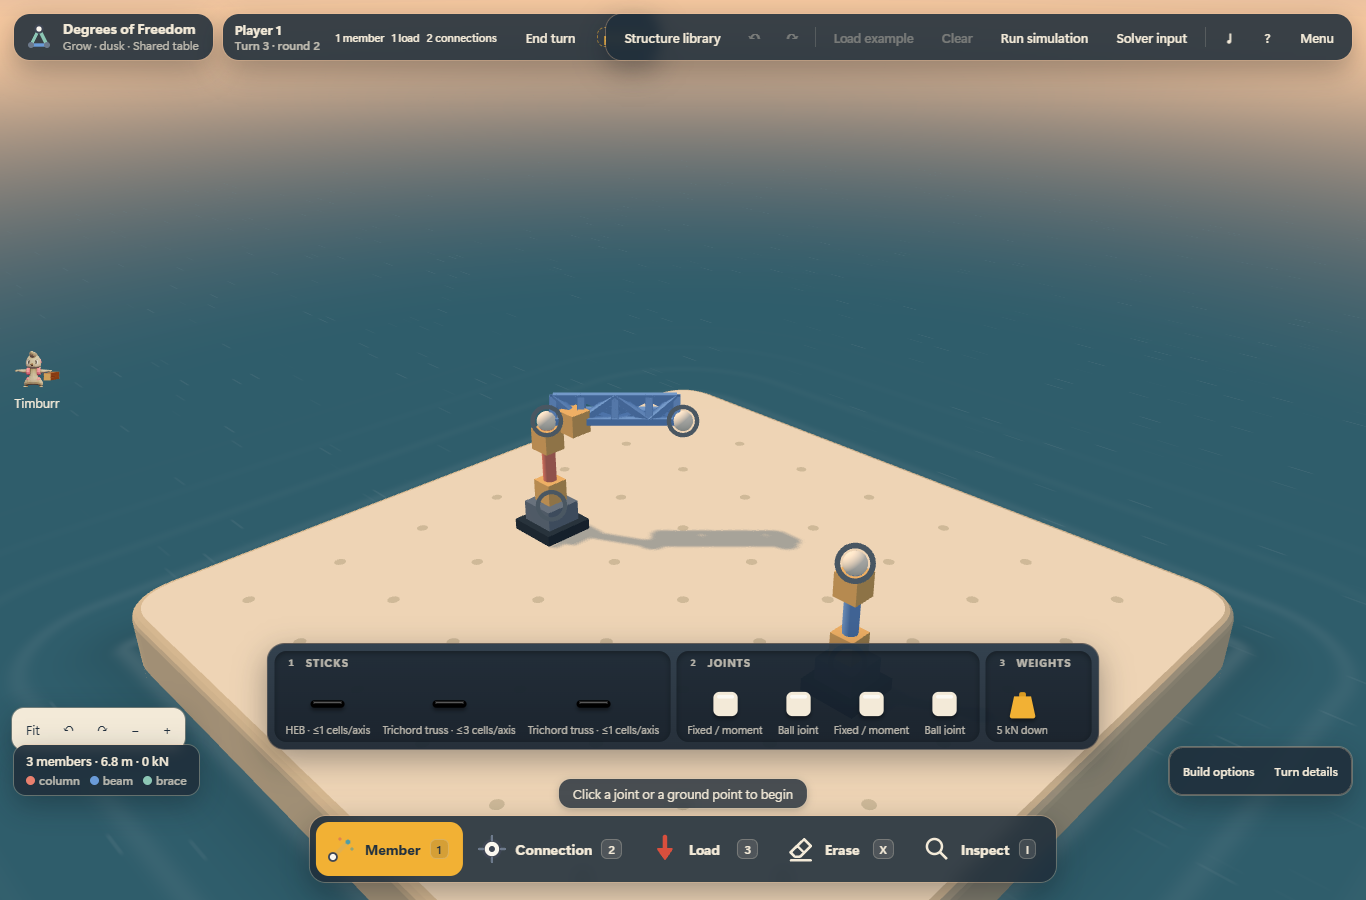 Degrees of Freedom
Grow · dusk · Shared table
Player 1
Turn 3 · round 2
1 member 1 load 2 connections
End turn
Structure library
Load example
Clear
Run simulation
Solver input
?
Menu
Timburr
1 STICKS
HEB · ≤1 cells/axis
Trichord truss · ≤3 cells/axis
Trichord truss · ≤1 cells/axis
2 JOINTS
Fixed / moment
Ball joint
Fixed / moment
Ball joint
3 WEIGHTS
5 kN down
Fit
−
+
3 members · 6.8 m · 0 kN
column
beam
brace
Build options
Turn details
Click a joint or a ground point to begin
Member 1
Connection 2
Load 3
Erase X
Inspect I